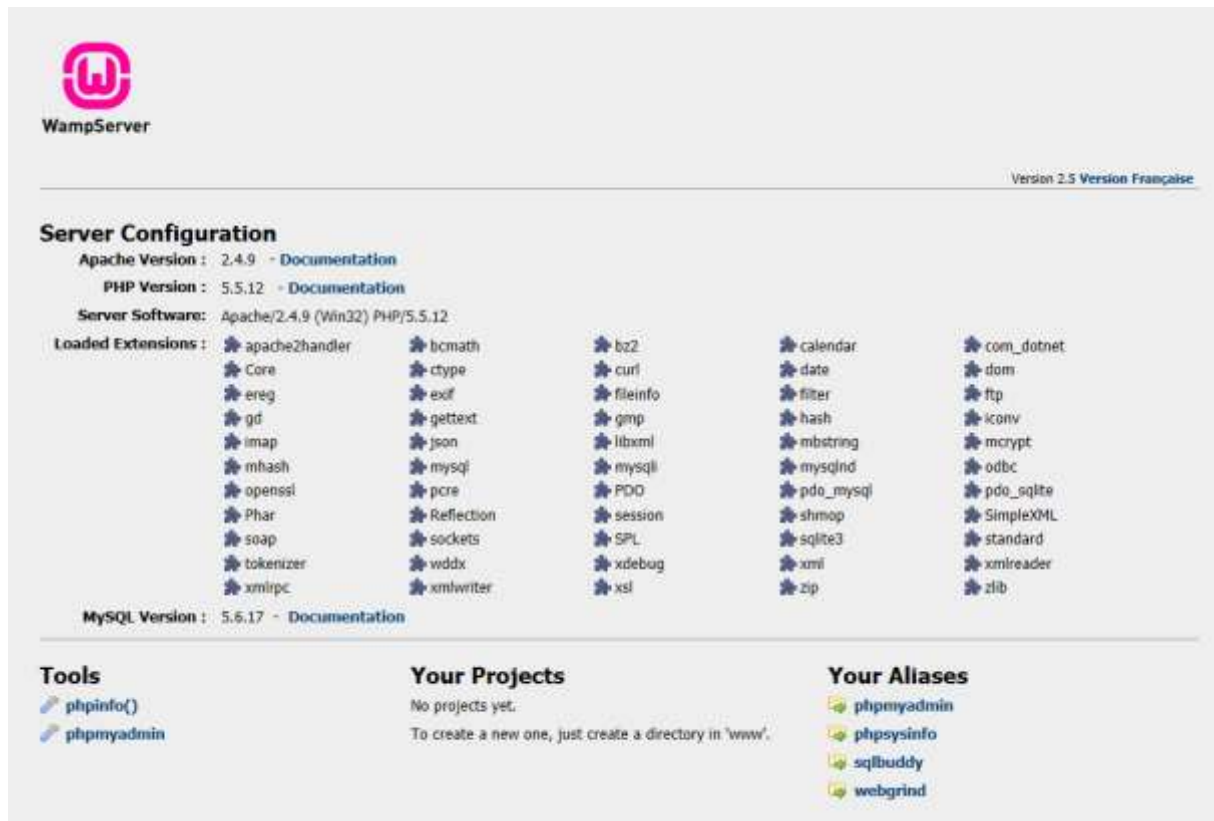 WampServer
Version 2.5 Version Française
Server Configuration
Apache Version : 2.4.9 - Documentation
PHP Version : 5.5.12 - Documentation
Server Software: Apache/2.4.9 (Win32) PHP/5.5.12
Loaded Extensions : apache2handler bcmath bz2 calendar com_dotnet
Core ctype curl date dom
ereg exif fileinfo filter ftp
gd gettext gmp hash iconv
imap json libxml mbstring mcrypt
mhash mysql mysqli mysqlnd odbc
openssl pcre PDO pdo_mysql pdo_sqlite
Phar Reflection session shmop SimpleXML
soap sockets SPL sqlite3 standard
tokenizer wddx xdebug xml xmlreader
xmlrpc xmlwriter xsl zip zlib
MySQL Version : 5.6.17 - Documentation
Tools
phpinfo()
phpmyadmin
Your Projects
No projects yet.
To create a new one, just create a directory in 'www'.
Your Aliases
phpmyadmin
phpsysinfo
sqlbuddy
webgrind